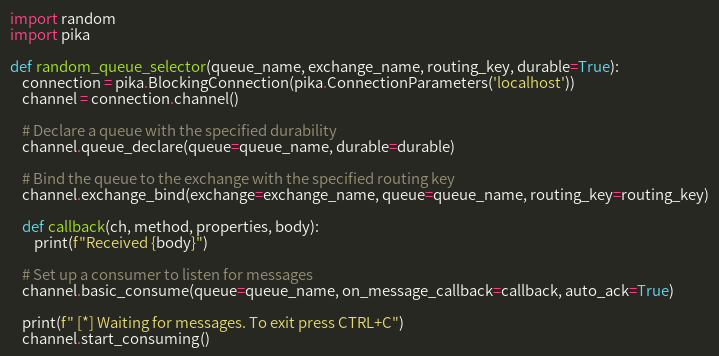 import random
import pika
def random_queue_selector(queue_name, exchange_name, routing_key, durable=True):
connection = pika.BlockingConnection(pika.ConnectionParameters('localhost'))
channel = connection.channel()
# Declare a queue with the specified durability
channel.queue_declare(queue=queue_name, durable=durable)
# Bind the queue to the exchange with the specified routing key
channel.exchange_bind(exchange=exchange_name, queue=queue_name, routing_key=routing_key)
def callback(ch, method, properties, body):
print(f"Received {body}")
# Set up a consumer to listen for messages
channel.basic_consume(queue=queue_name, on_message_callback=callback, auto_ack=True)
print(f" [*] Waiting for messages. To exit press CTRL+C")
channel.start_consuming()